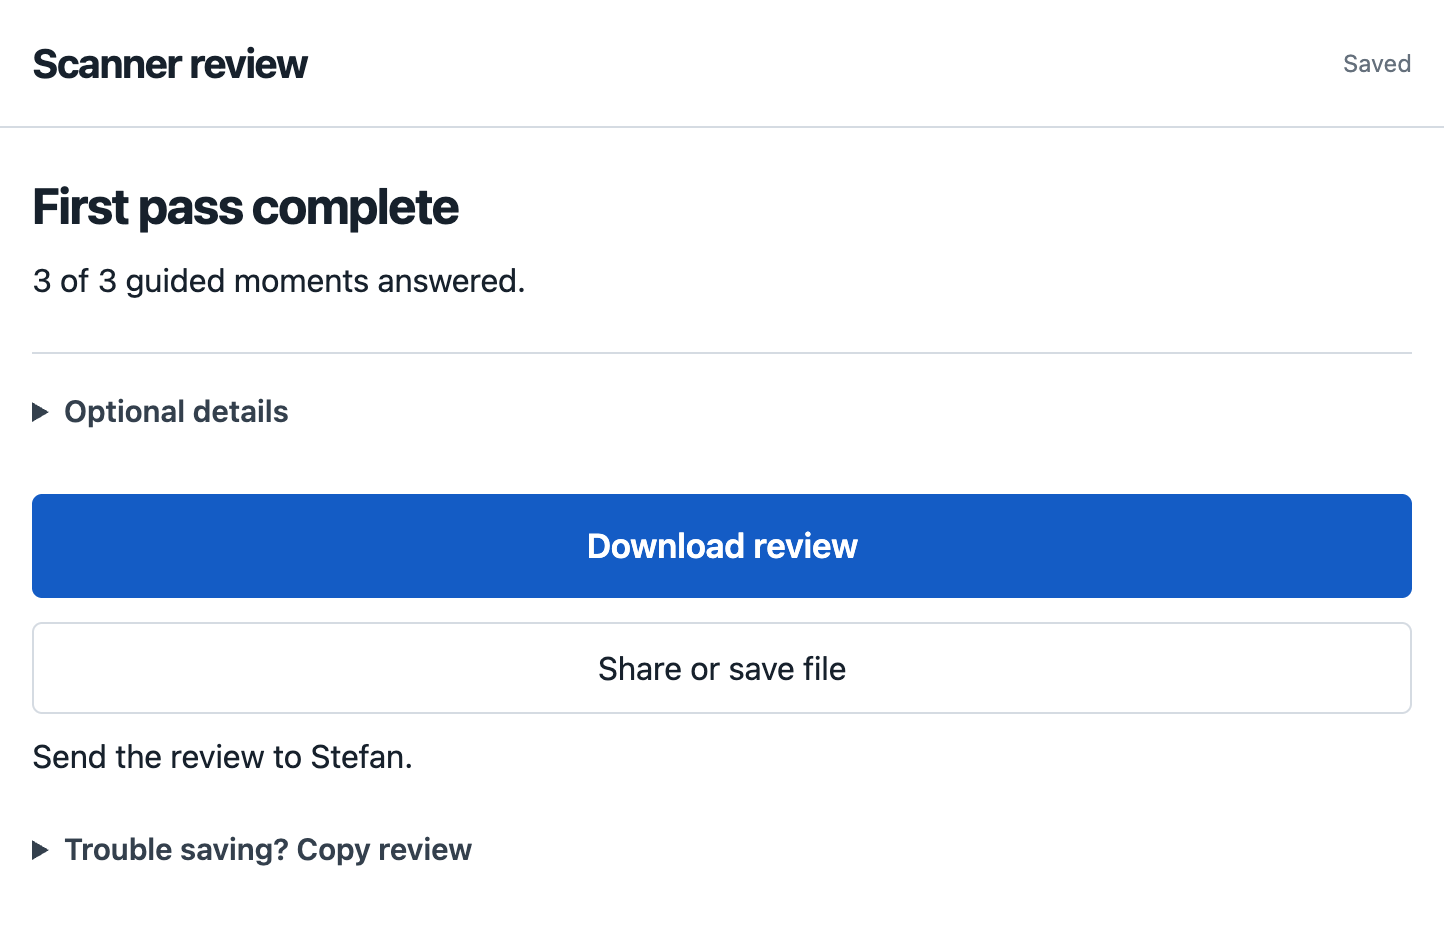 Scanner review
Saved
First pass complete
3 of 3 guided moments answered.
Optional details
Download review
Share or save file
Send the review to Stefan.
Trouble saving? Copy review